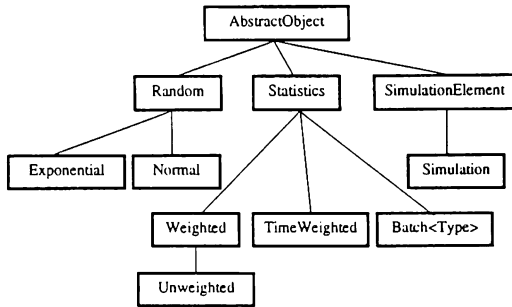 AbstractObject
Random
Statistics
SimulationElement
Exponential
Normal
Simulation
Weighted
TimeWeighted
Batch<Type>
Unweighted